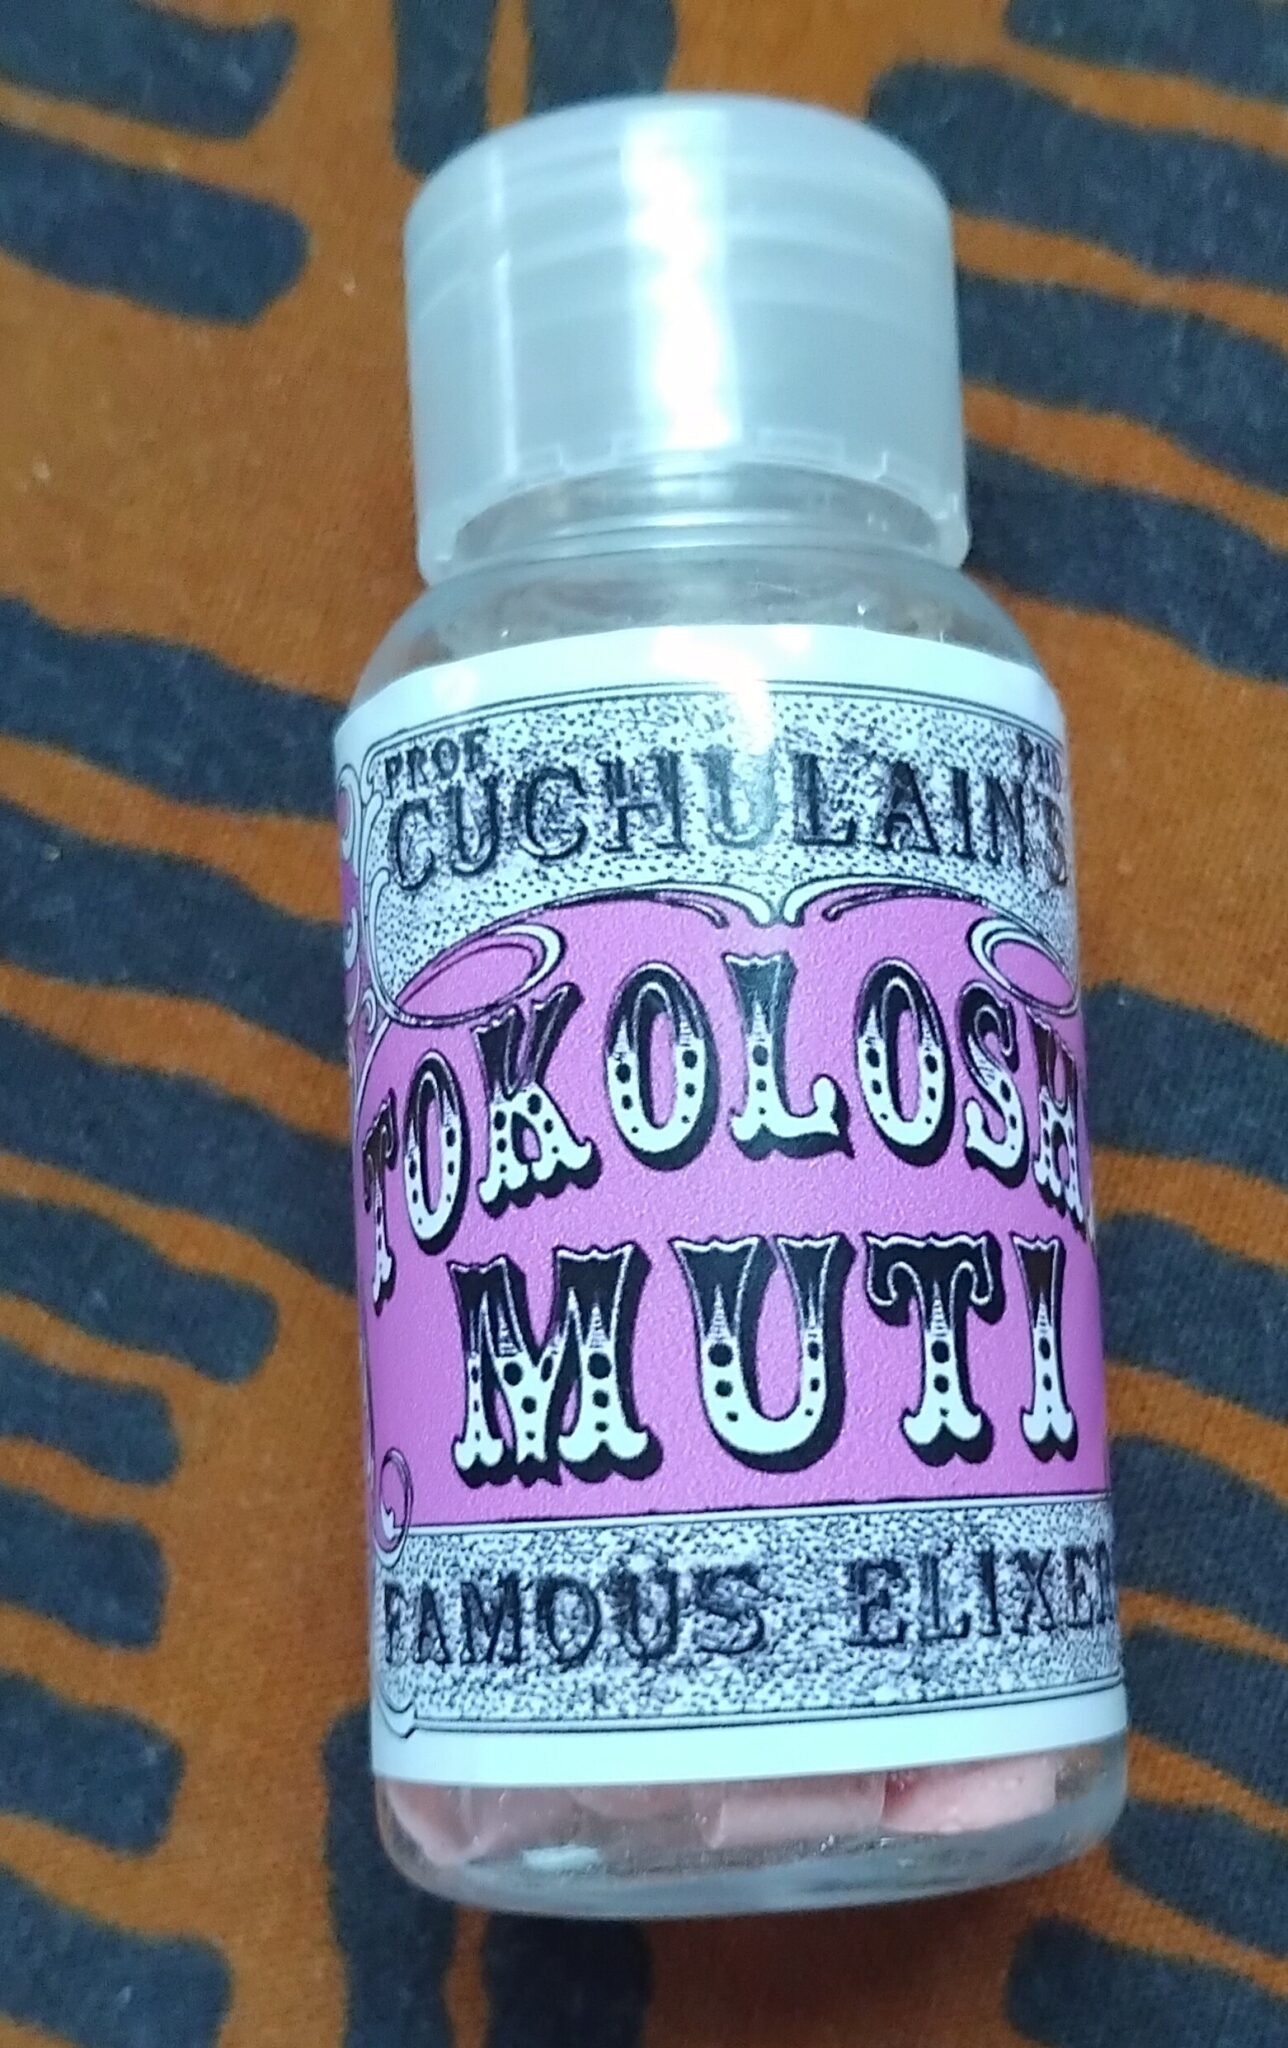 PROF
CUCHULAIN'S
TOKOLOSH
MUTI
FAMOUS ELIXER